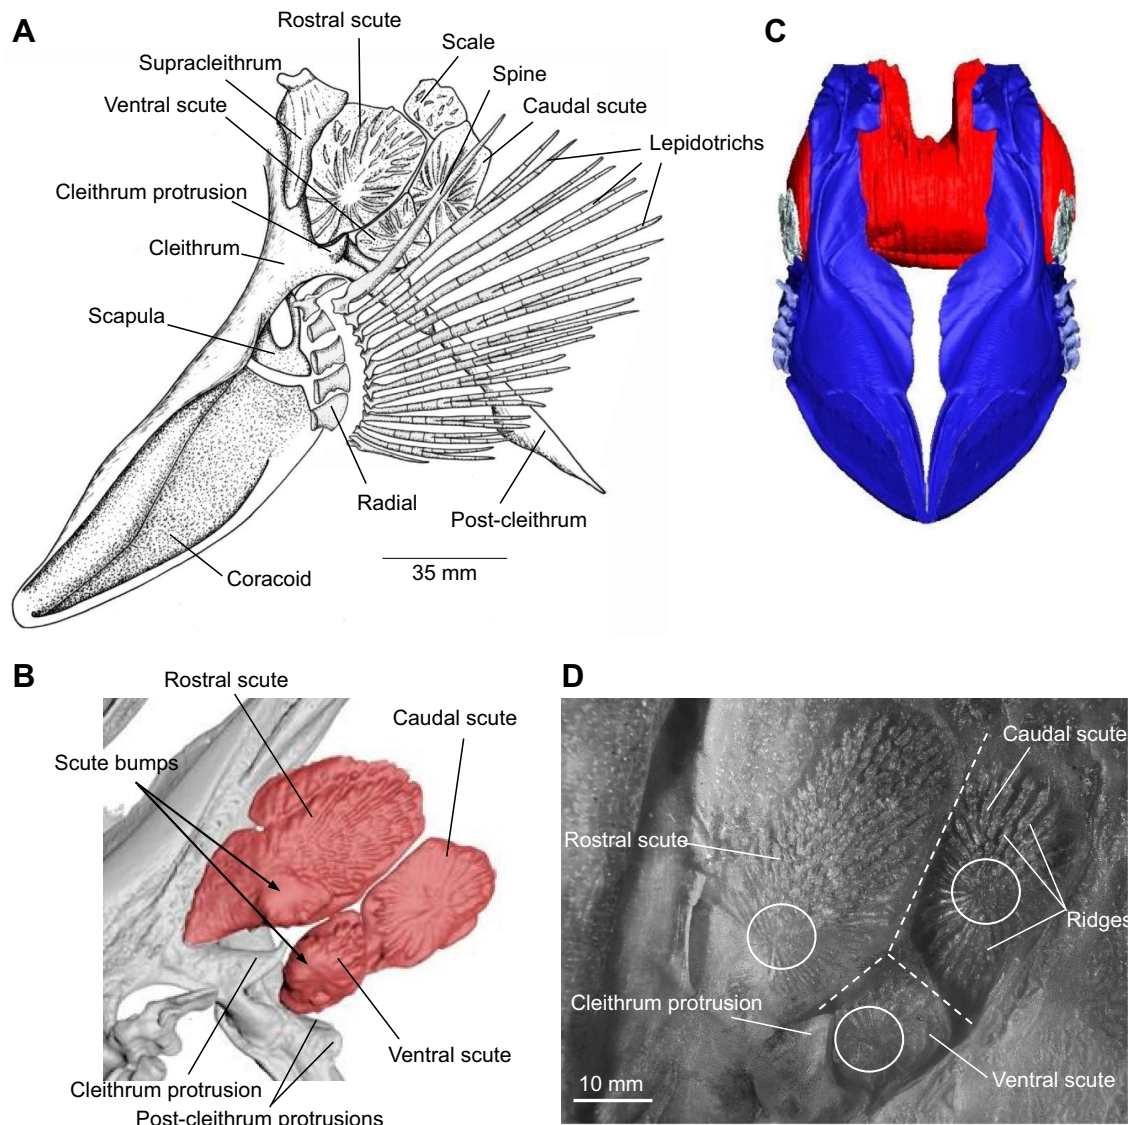 A
Rostral scute
Scale
Supracleithrum
Spine
Ventral scute
Caudal scute
Lepidotrichs
Cleithrum protrusion
Cleithrum
Scapula
Radial
Post-cleithrum
35 mm
Coracoid
C
B
Rostral scute
Caudal scute
Scute bumps
Ventral scute
Cleithrum protrusion
Post-cleithrum protrusions
D
Caudal scute
Rostral scute
Ridges
Cleithrum protrusion
Ventral scute
10 mm